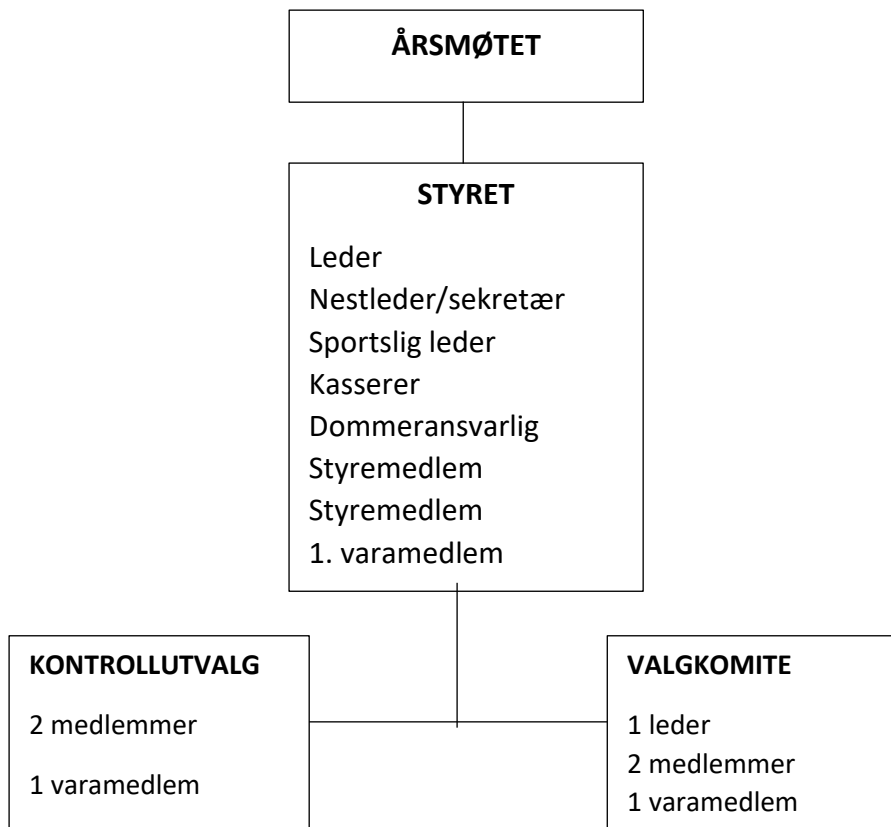 ÅRSMØTET
STYRET
Leder
Nestleder/sekretær
Sportslig leder
Kasserer
Dommeransvarlig
Styremedlem
Styremedlem
1. varamedlem
KONTROLLUTVALG
2 medlemmer
1 varamedlem
VALGKOMITE
1 leder
2 medlemmer
1 varamedlem